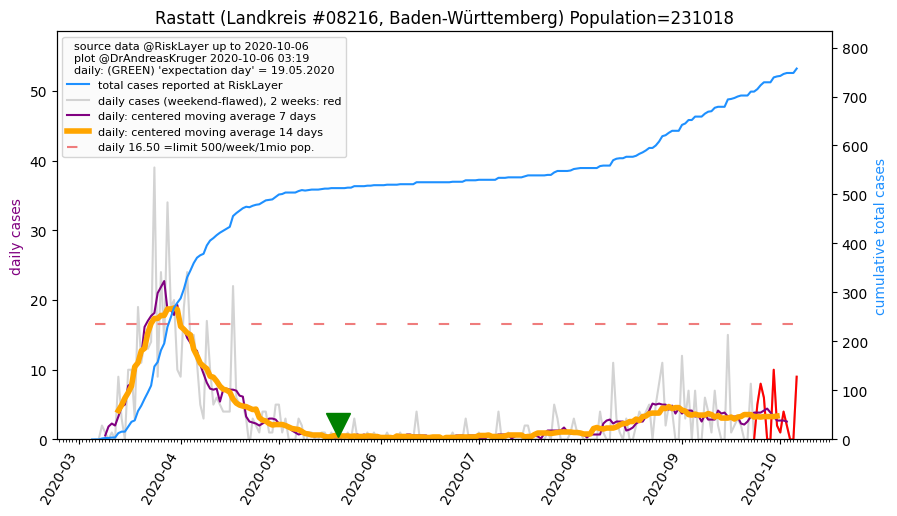 Rastatt (Landkreis #08216, Baden-Württemberg) Population=231018
source data @RiskLayer up to 2020-10-06
plot @DrAndreasKruger 2020-10-06 03:19
daily: (GREEN) 'expectation day' = 19.05.2020
total cases reported at RiskLayer
daily cases (weekend-flawed), 2 weeks: red
daily: centered moving average 7 days
daily: centered moving average 14 days
daily 16.50 =limit 500/week/1mio pop.
daily cases
50
40
30
20
10
0
cumulative total cases
800
700
600
500
400
300
200
100
0
2020-03
2020-04
2020-05
2020-06
2020-07
2020-08
2020-09
2020-10